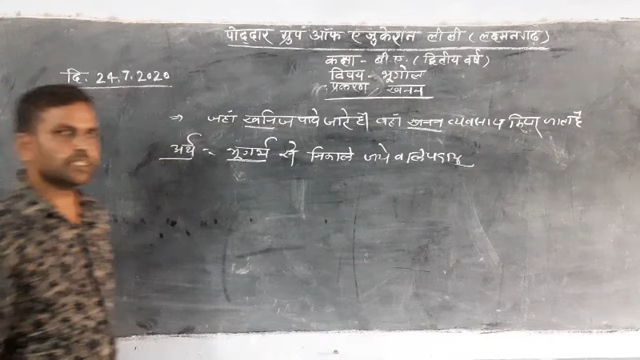 पोद्दार ग्रुप ऑफ एजुकेशन लीली (लक्ष्मणगढ़)
कक्षा - बी.ए. (द्वितीय वर्ष)
दि. 24.7.2020
विषय - भूगोल
प्रकरण - खनन
⇒ जहां खनिज पाये जाते है। वहां खनन व्यवसाय किया जाता है
अर्थ - भूगर्भ से निकाले जाने वाले पदार्थ